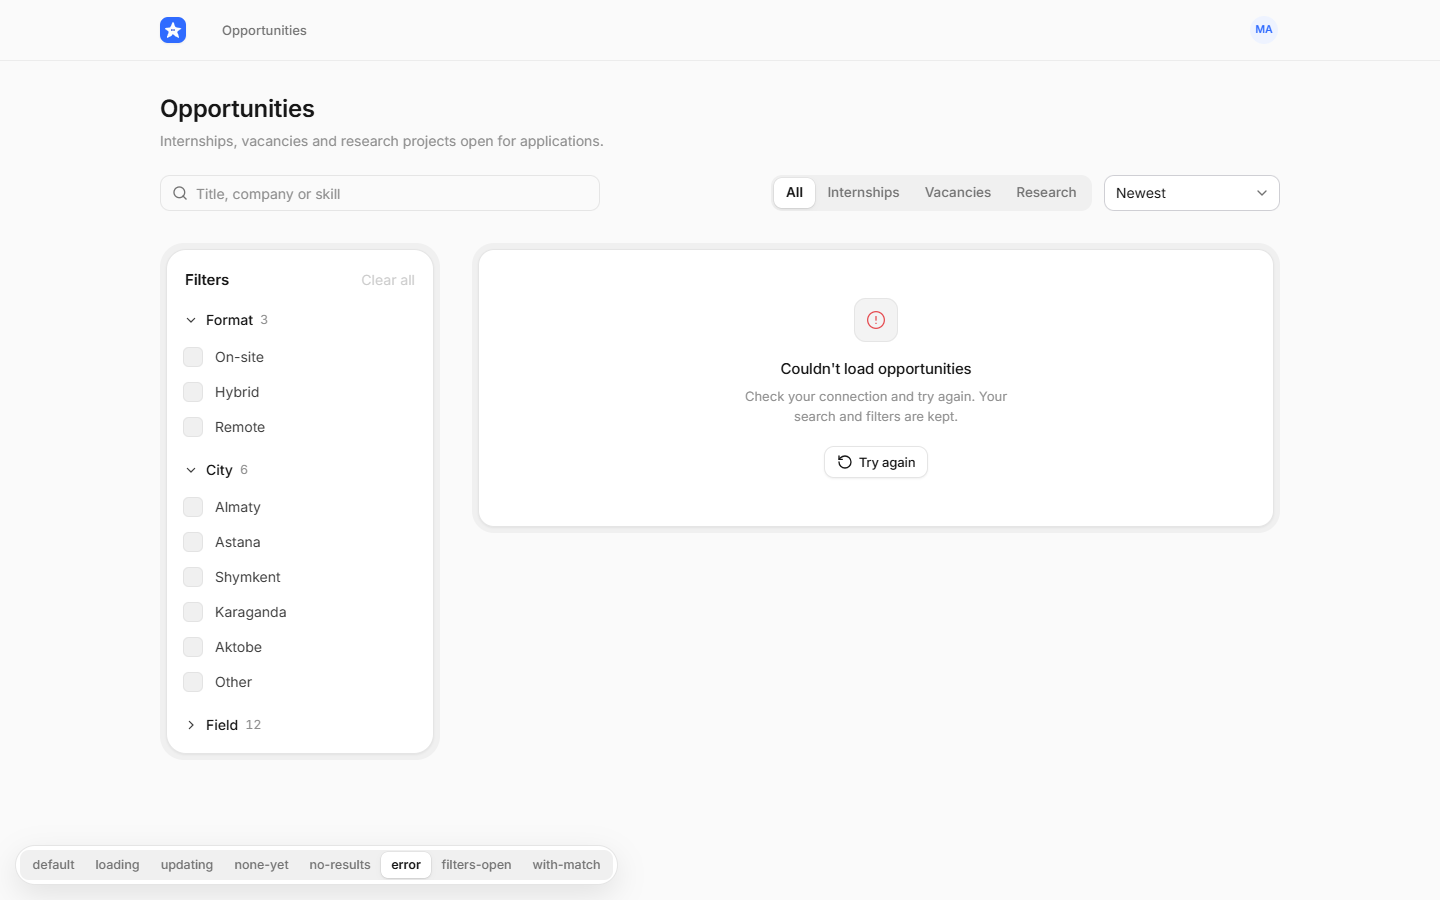 Opportunities
MA
Opportunities
Internships, vacancies and research projects open for applications.
Title, company or skill
All Internships Vacancies Research
Newest
Filters Clear all
Format 3
On-site
Hybrid
Remote
City 6
Almaty
Astana
Shymkent
Karaganda
Aktobe
Other
Field 12
Couldn't load opportunities
Check your connection and try again. Your
search and filters are kept.
Try again
default loading updating none-yet no-results error filters-open with-match